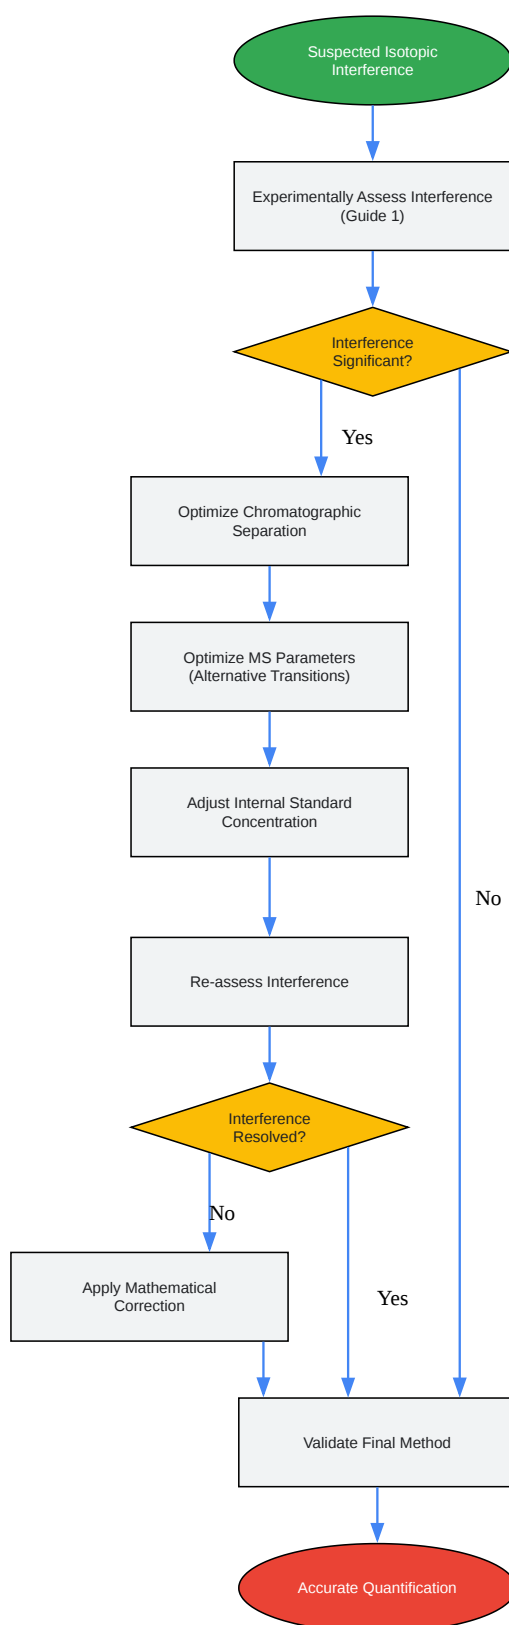 Suspected Isotopic
Interference
Experimentally Assess Interference
(Guide 1)
Interference
Significant?
Yes
Optimize Chromatographic
Separation
Optimize MS Parameters
(Alternative Transitions)
Adjust Internal Standard
Concentration
No
Re-assess Interference
Interference
Resolved?
No
Apply Mathematical
Correction
Yes
Validate Final Method
Accurate Quantification